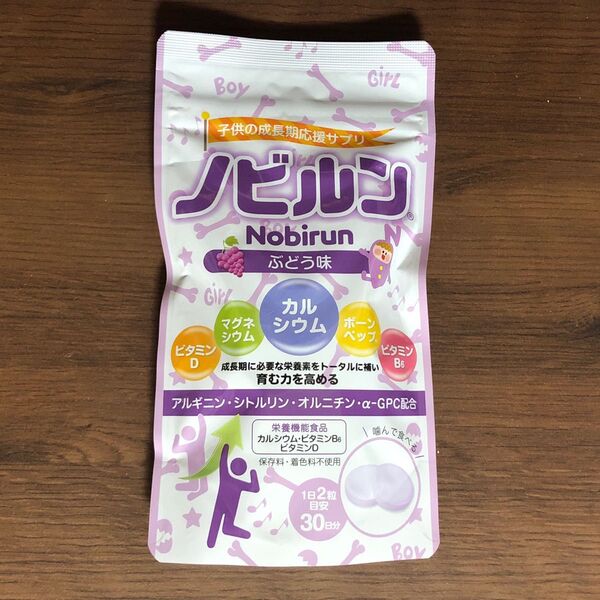 BOY
GiRL
子供の成長期応援サプリ
ノビルン®
Nobirun
ぶどう味
GiRL
カル
シウム
マグネ
シウム
ボーン
ペップ®
ビタミン
D
ビタミン
B6
成長期に必要な栄養素をトータルに補い
育む力を高める
アルギニン・シトルリン・オルニチン・α-GPC配合
栄養機能食品
カルシウム・ビタミンB6
ビタミンD
保存料・着色料不使用
噛んで食べる
1日2粒
目安
30日分
BOY
BOY